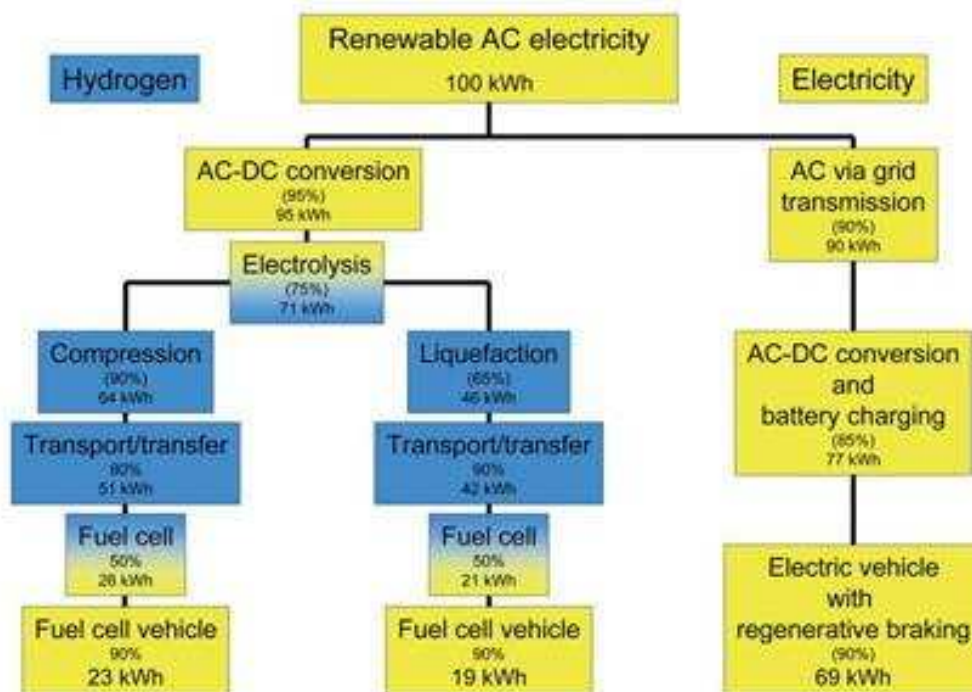 Renewable AC electricity
100 kWh
Hydrogen
Electricity
AC-DC conversion
(95%)
95 kWh
Electrolysis
(75%)
71 kWh
Compression
(90%)
64 kWh
Transport/transfer
80%
51 kWh
Fuel cell
50%
26 kWh
Fuel cell vehicle
90%
23 kWh
Liquefaction
(65%)
46 kWh
Transport/transfer
90%
42 kWh
Fuel cell
50%
21 kWh
Fuel cell vehicle
90%
19 kWh
AC via grid
transmission
(90%)
90 kWh
AC-DC conversion
and
battery charging
(85%)
77 kWh
Electric vehicle
with
regenerative braking
(90%)
69 kWh